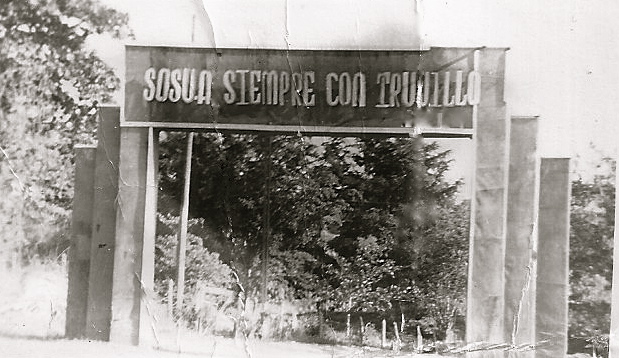 SOSUA SIEMPRE CON TRUJILLO